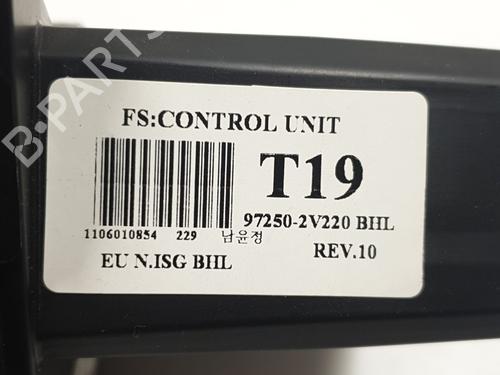 FS:CONTROL UNIT
T19
97250-2V220 BHL
1106010854 229 남윤정
REV.10
EU N.ISG BHL
B-PARTS